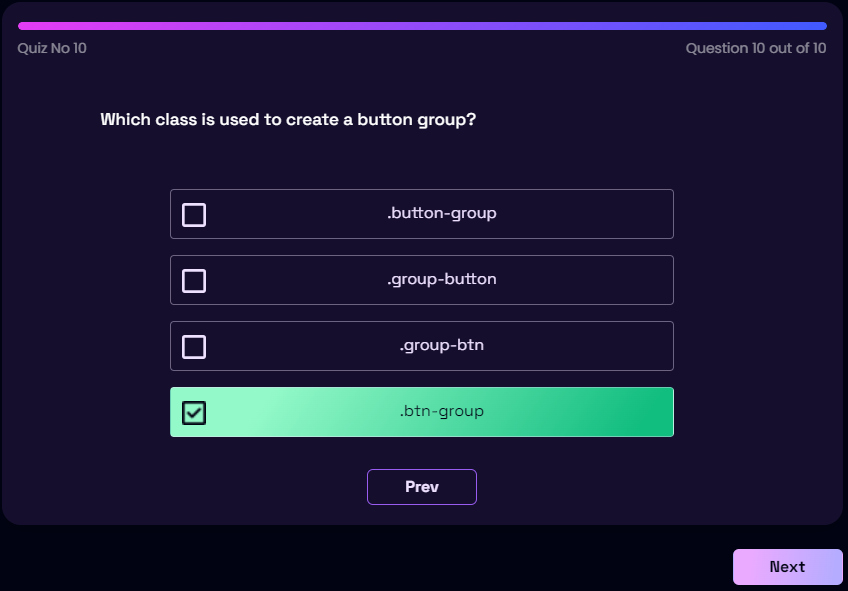 Quiz No 10
Question 10 out of 10
Which class is used to create a button group?
.button-group
.group-button
.group-btn
.btn-group
Prev
Next